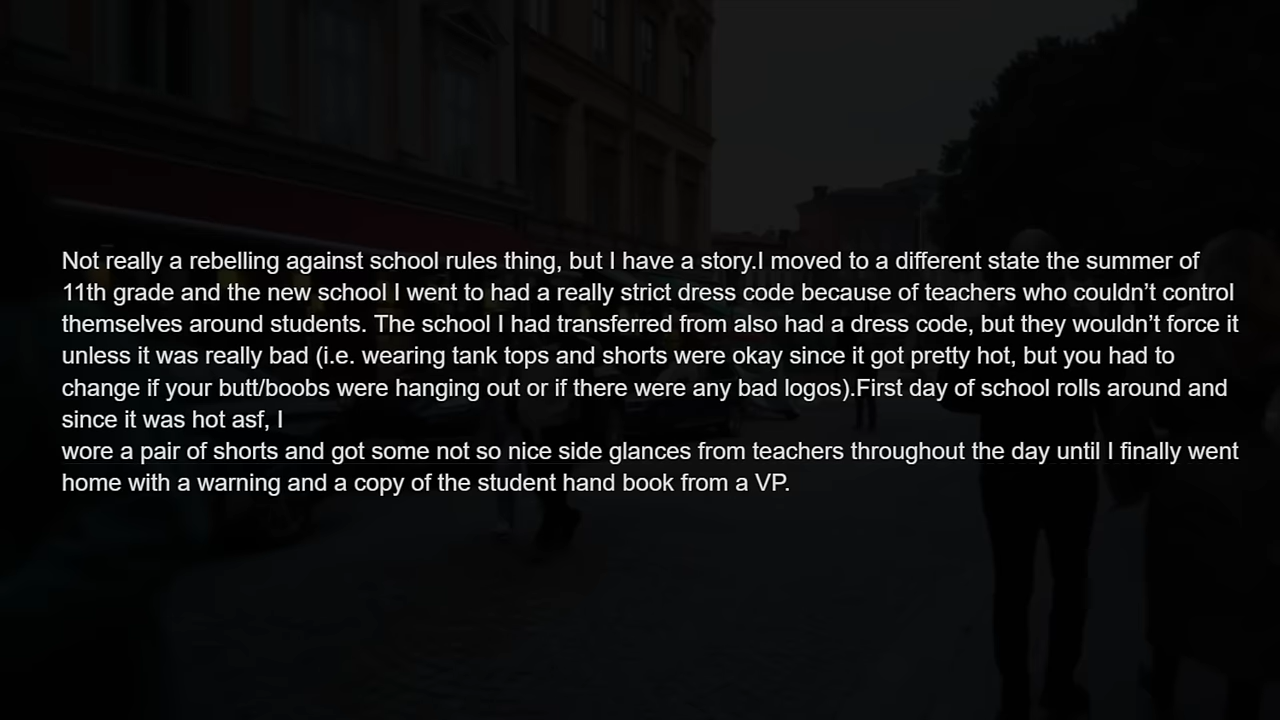 Not really a rebelling against school rules thing, but I have a story.I moved to a different state the summer of
11th grade and the new school I went to had a really strict dress code because of teachers who couldn’t control
themselves around students. The school I had transferred from also had a dress code, but they wouldn’t force it
unless it was really bad (i.e. wearing tank tops and shorts were okay since it got pretty hot, but you had to
change if your butt/boobs were hanging out or if there were any bad logos).First day of school rolls around and
since it was hot asf, I
wore a pair of shorts and got some not so nice side glances from teachers throughout the day until I finally went
home with a warning and a copy of the student hand book from a VP.